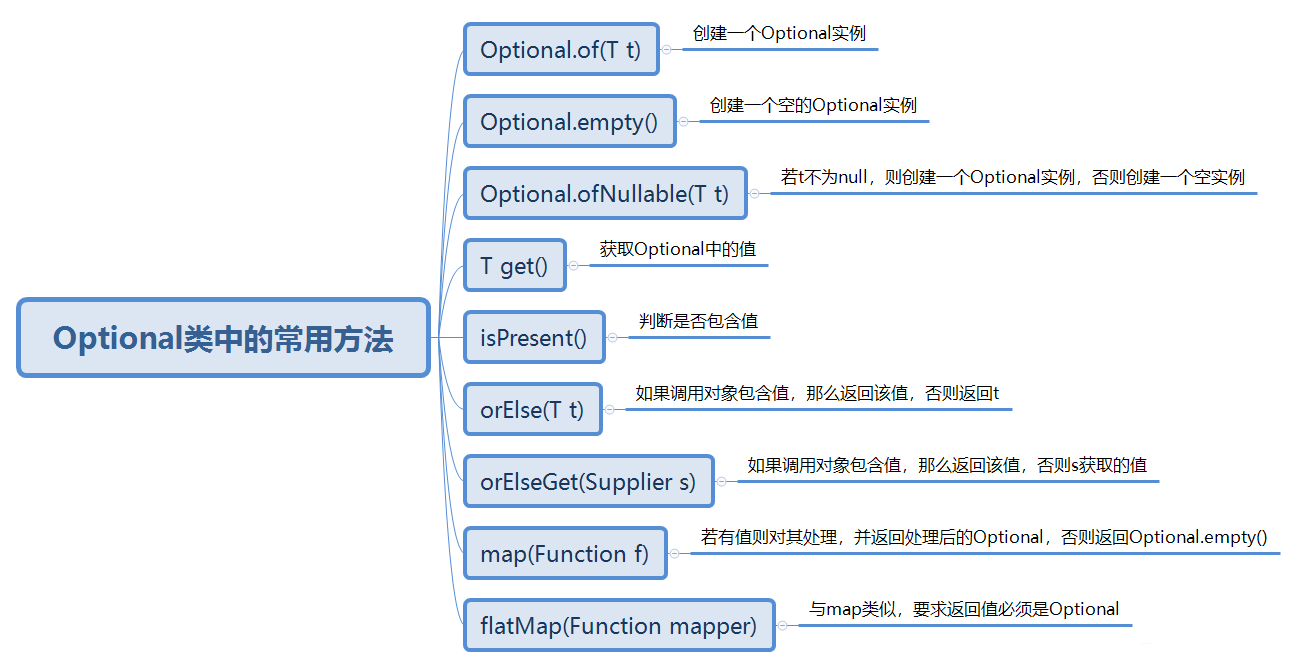 Optional.of(T t)
创建一个Optional实例
Optional.empty()
创建一个空的Optional实例
Optional.ofNullable(T t)
若t不为null，则创建一个Optional实例，否则创建一个空实例
T get()
获取Optional中的值
Optional类中的常用方法
isPresent()
判断是否包含值
orElse(T t)
如果调用对象包含值，那么返回该值，否则返回t
orElseGet(Supplier s)
如果调用对象包含值，那么返回该值，否则s获取的值
map(Function f)
若有值则对其处理，并返回处理后的Optional，否则返回Optional.empty()
flatMap(Function mapper)
与map类似，要求返回值必须是Optional